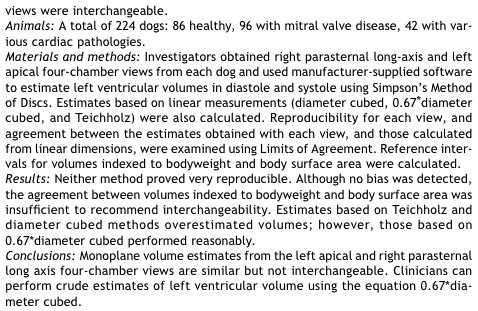 views were interchangeable.
Animals: A total of 224 dogs: 86 healthy, 96 with mitral valve disease, 42 with var-
ious cardiac pathologies.
Materials and methods: Investigators obtained right parasternal long-axis and left
apical four-chamber views from each dog and used manufacturer-supplied software
to estimate left ventricular volumes in diastole and systole using Simpson's Method
of Discs. Estimates based on linear measurements (diameter cubed, 0.67*diameter
cubed, and Teichholz) were also calculated. Reproducibility for each view, and
agreement between the estimates obtained with each view, and those calculated
from linear dimensions, were examined using Limits of Agreement. Reference inter-
vals for volumes indexed to bodyweight and body surface area were calculated.
Results: Neither method proved very reproducible. Although no bias was detected,
the agreement between volumes indexed to bodyweight and body surface area was
insufficient to recommend interchangeability. Estimates based on Teichholz and
diameter cubed methods overestimated volumes; however, those based on
0.67*diameter cubed performed reasonably.
Conclusions: Monoplane volume estimates from the left apical and right parasternal
long axis four-chamber views are similar but not interchangeable. Clinicians can
perform crude estimates of left ventricular volume using the equation 0.67*dia-
meter cubed.